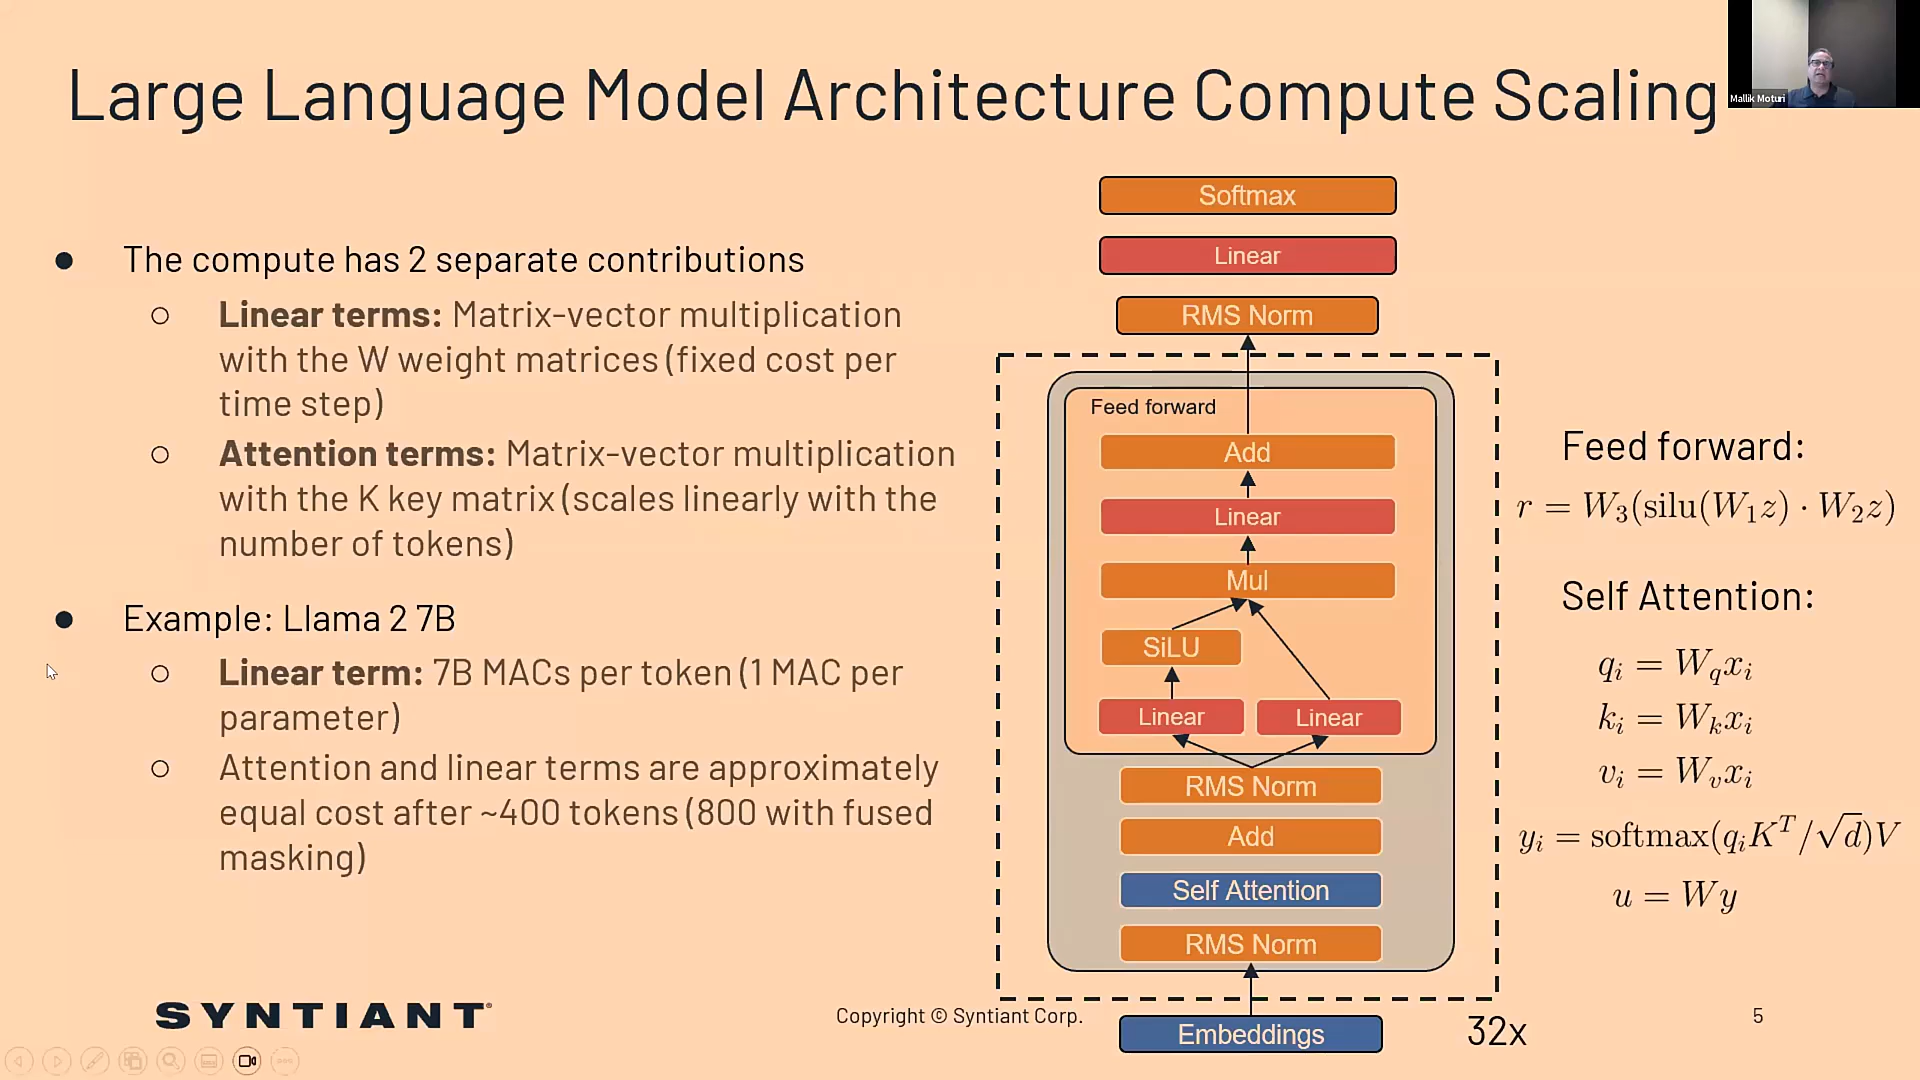 Large Language Model Architecture Compute Scaling
Mallik Moturi
● The compute has 2 separate contributions
○ Linear terms: Matrix-vector multiplication
with the W weight matrices (fixed cost per
time step)
○ Attention terms: Matrix-vector multiplication
with the K key matrix (scales linearly with the
number of tokens)
● Example: Llama 2 7B
○ Linear term: 7B MACs per token (1 MAC per
parameter)
○ Attention and linear terms are approximately
equal cost after ~400 tokens (800 with fused
masking)
Softmax
Linear
RMS Norm
Feed forward
Add
Linear
Mul
SiLU
Linear Linear
RMS Norm
Add
Self Attention
RMS Norm
Embeddings
32x
Feed forward:
r = W₃(silu(W₁z) · W₂z)
Self Attention:
qᵢ = W_q xᵢ
kᵢ = W_k xᵢ
vᵢ = W_v xᵢ
yᵢ = softmax(qᵢKᵀ/√d)V
u = Wy
SYNTIANT
Copyright © Syntiant Corp.
5